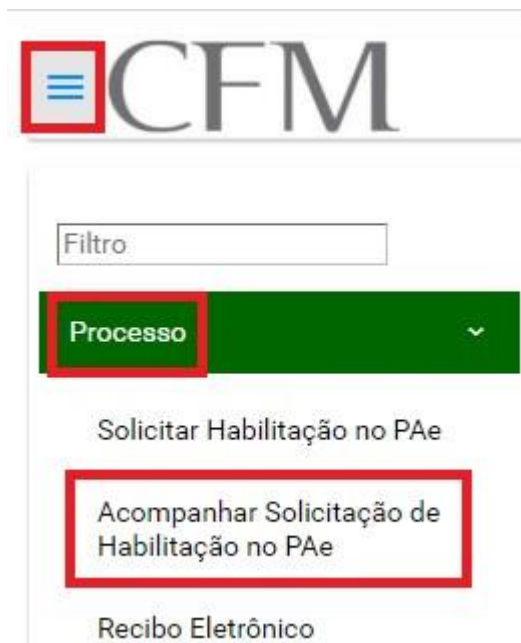 CFM
Filtro
Processo
Solicitar Habilitação no PAe
Acompanhar Solicitação de
Habilitação no PAe
Recibo Eletrônico